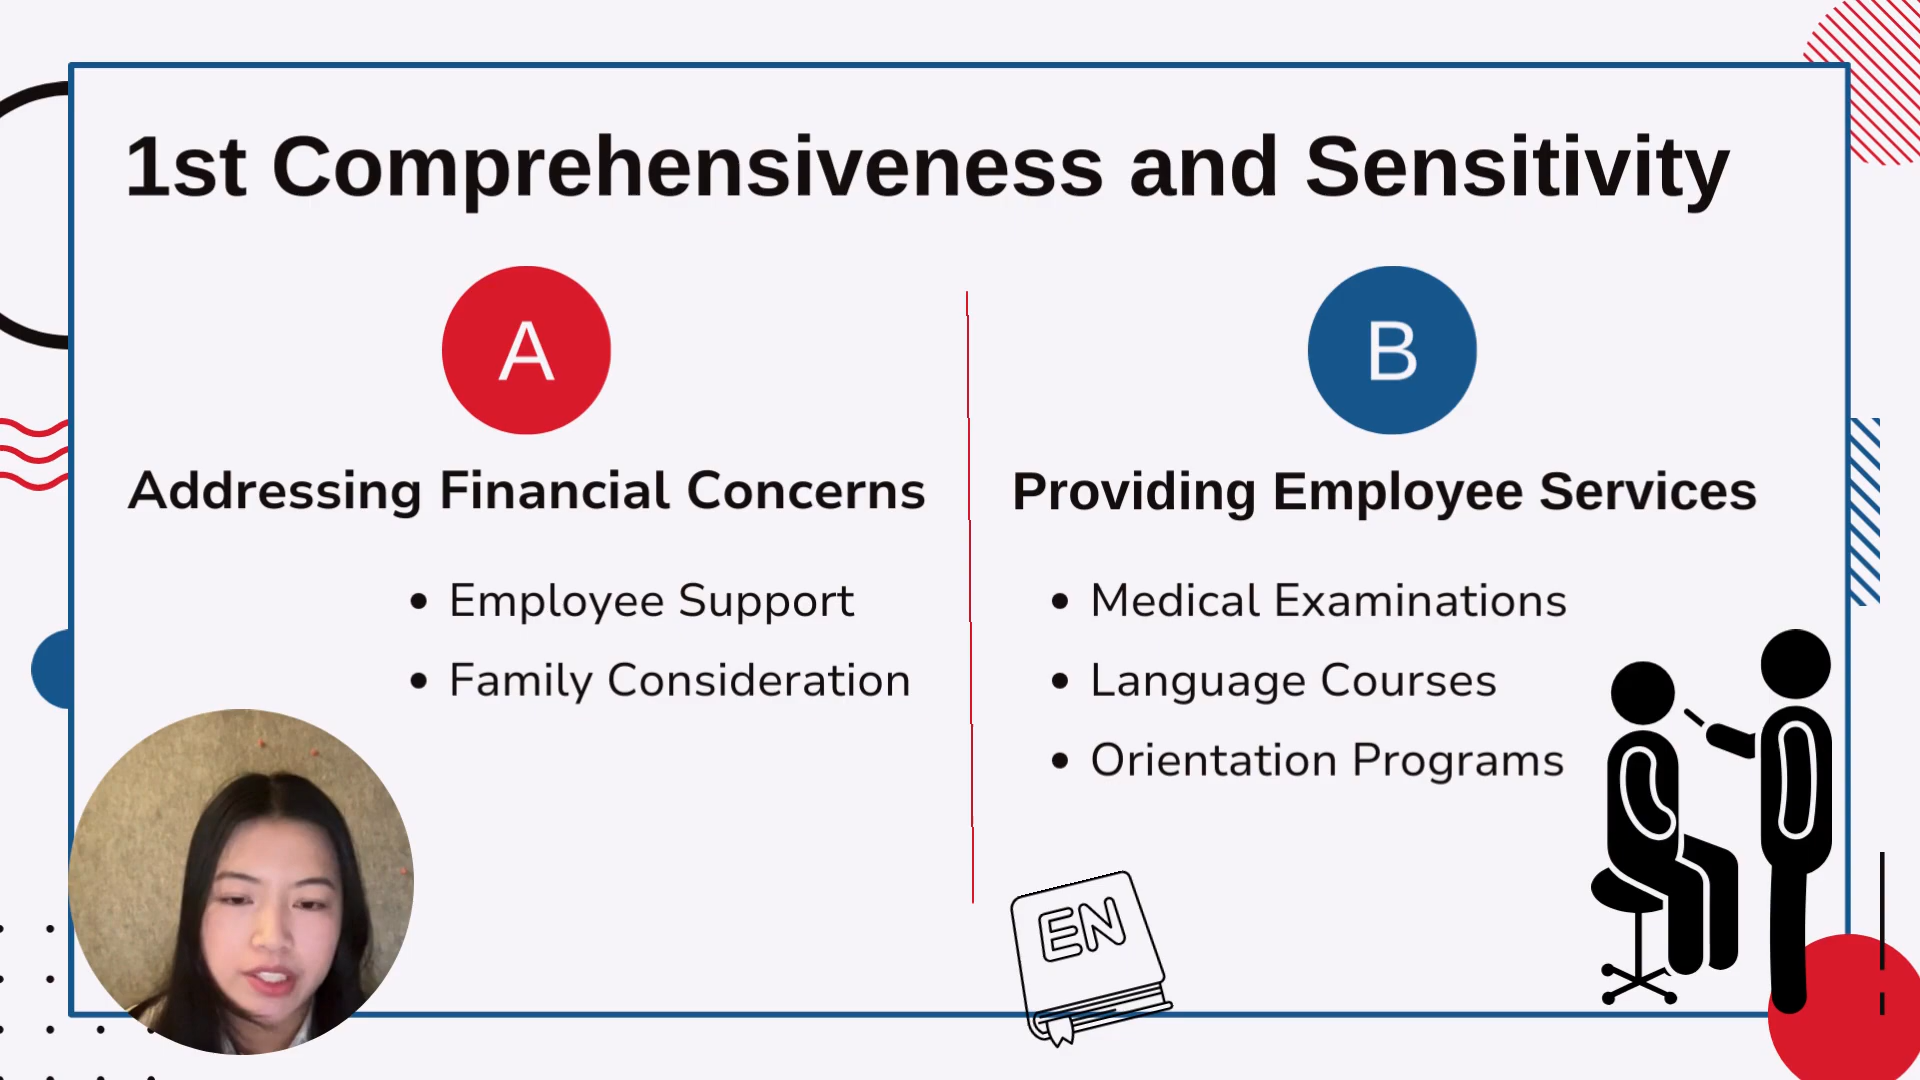 1st Comprehensiveness and Sensitivity
A
Addressing Financial Concerns
• Employee Support
• Family Consideration
B
Providing Employee Services
• Medical Examinations
• Language Courses
• Orientation Programs
EN